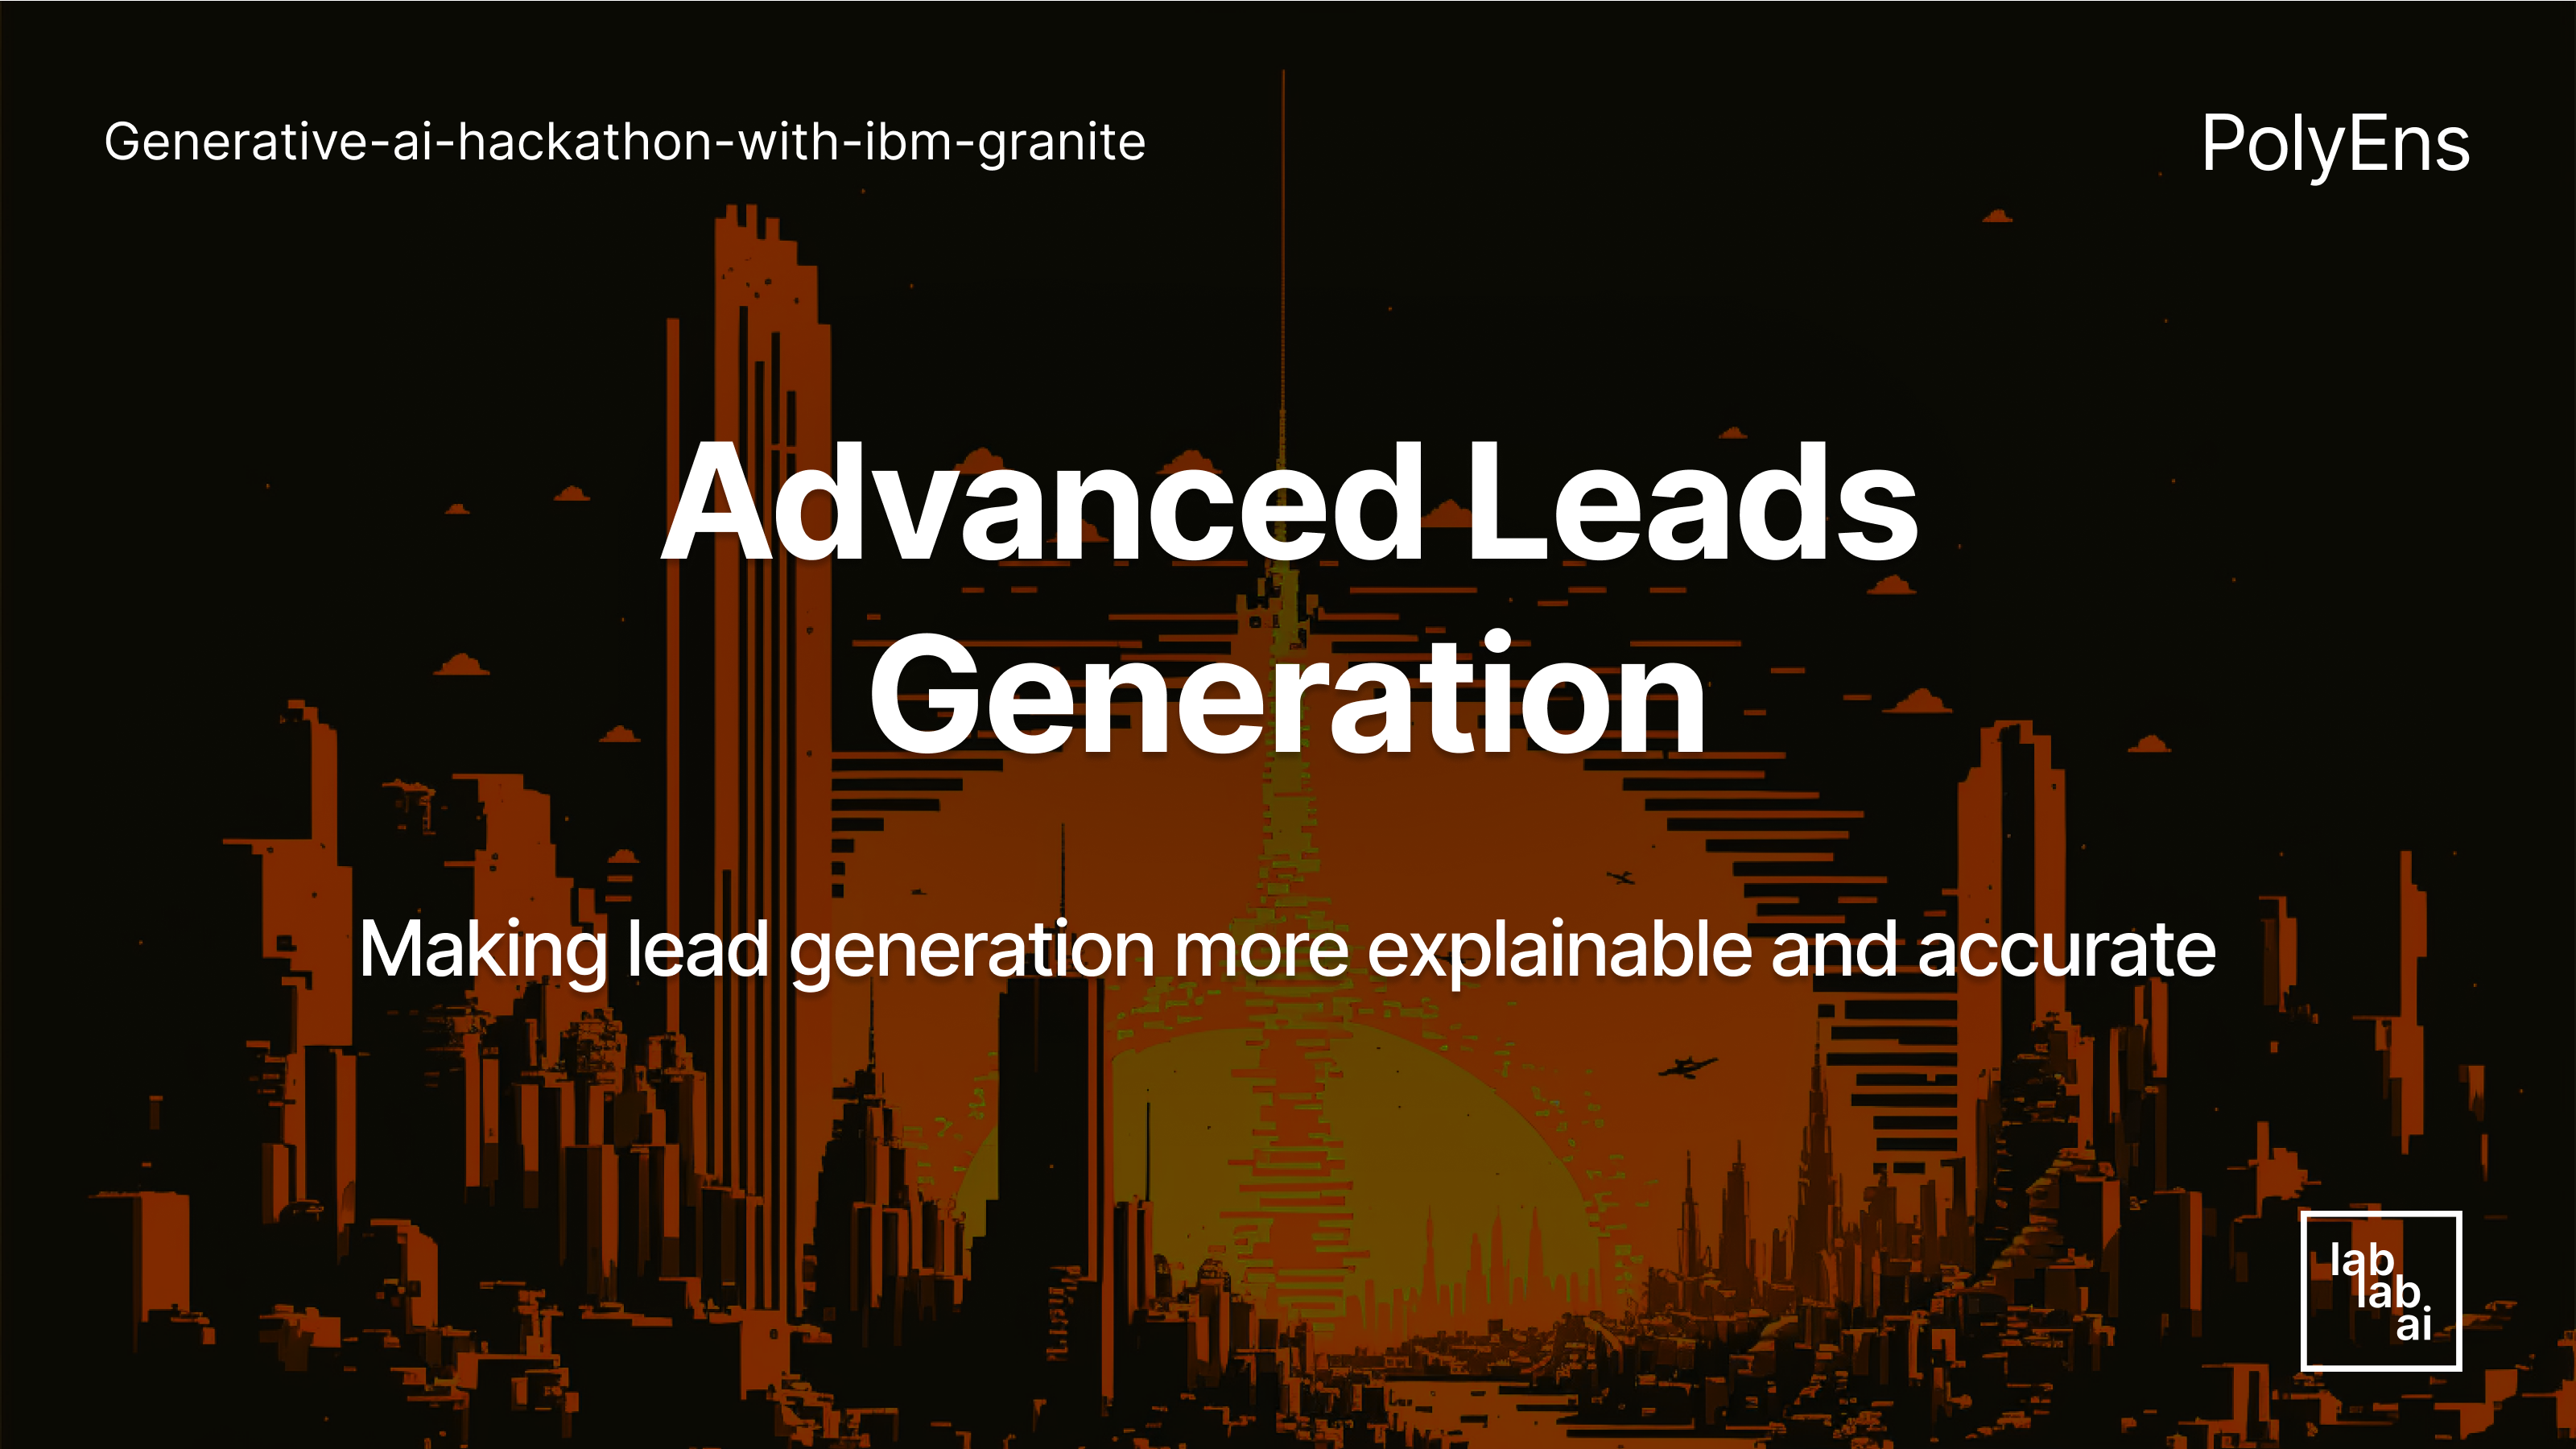 Generative-ai-hackathon-with-ibm-granite
PolyEns
Advanced Leads
Generation
Making lead generation more explainable and accurate
lab
lab
ai